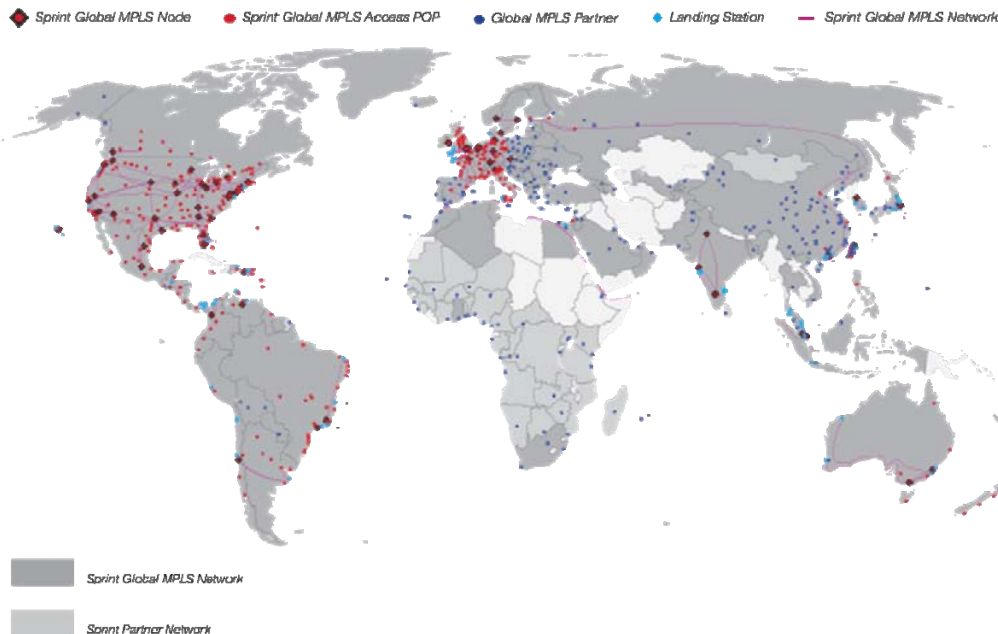 Sprint Global MPLS Node
Sprint Global MPLS Access POP
Global MPLS Partner
Landing Station
Sprint Global MPLS Network
Sprint Global MPLS Network
Sprint Partner Network